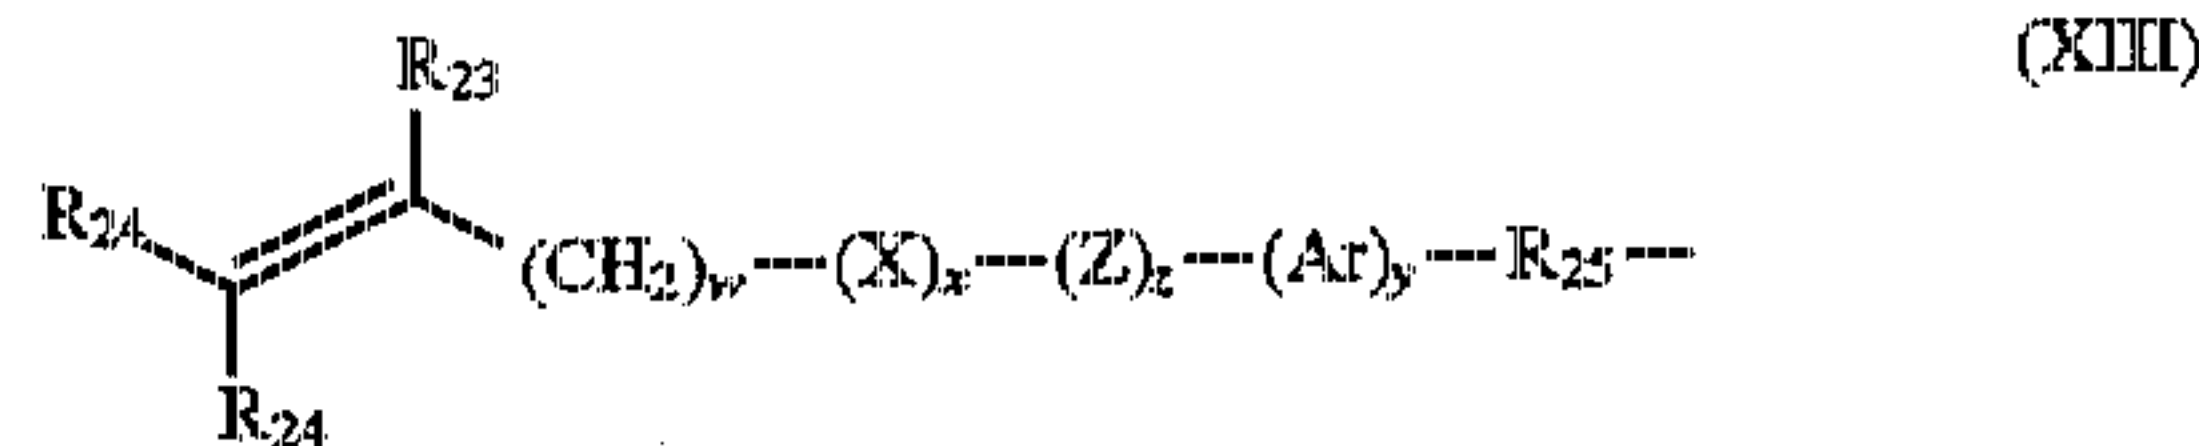 R23 (XIII)
R24 (CH2)w—(X)x—(Z)z—(Ar)y—R25—
R24